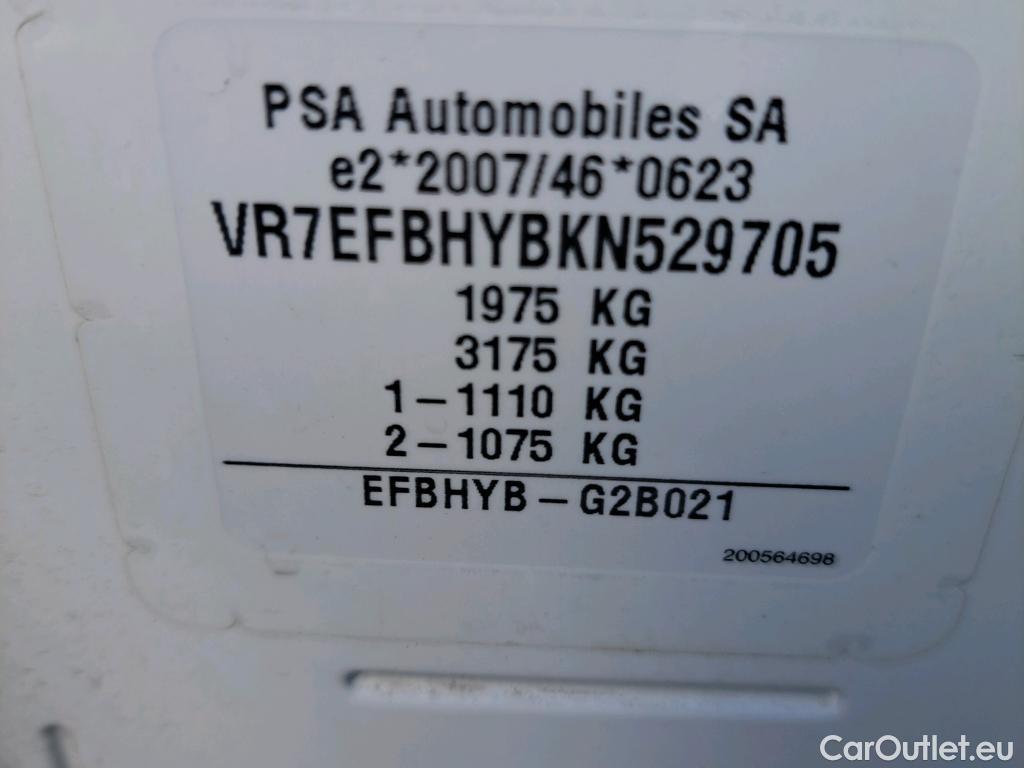 PSA Automobiles SA
e2*2007/46*0623
VR7EFBHYBKN529705
1975 KG
3175 KG
1–1110 KG
2–1075 KG
EFBHYB – G2B021
200564698
CarOutlet.eu